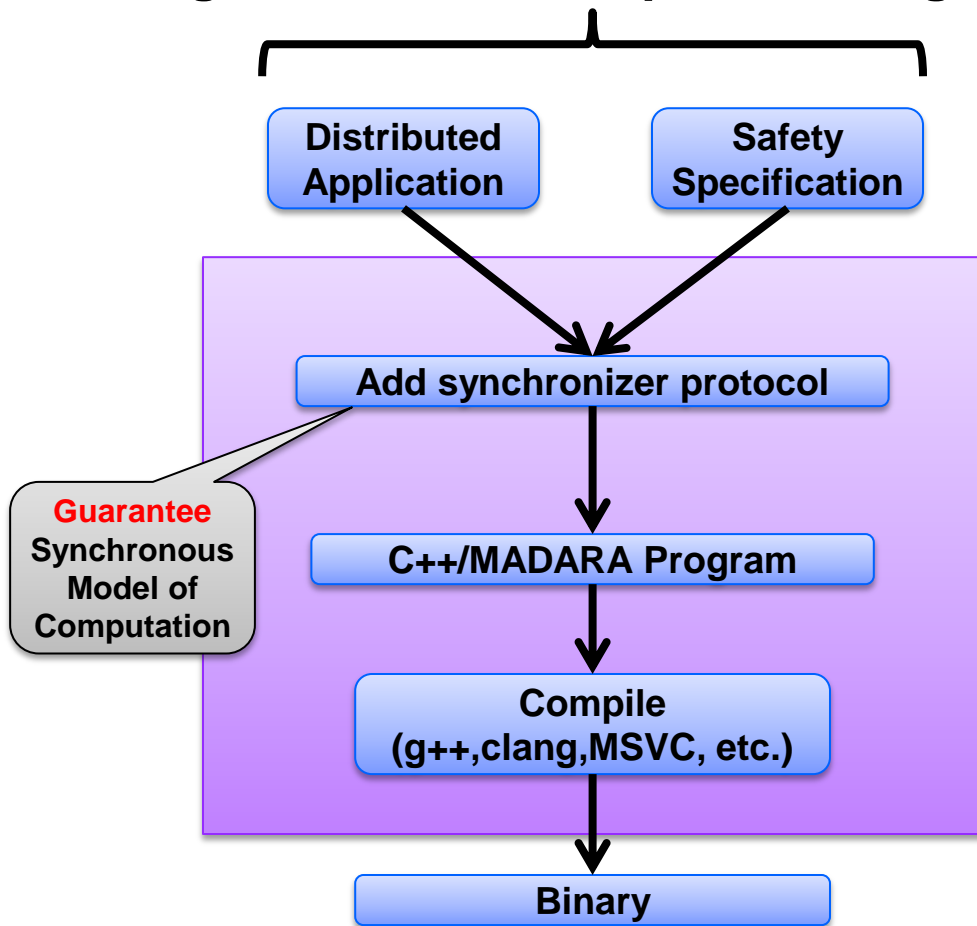 Distributed
Application
Safety
Specification
Add synchronizer protocol
Guarantee
Synchronous
Model of
Computation
C++/MADARA Program
Compile
(g++,clang,MSVC, etc.)
Binary